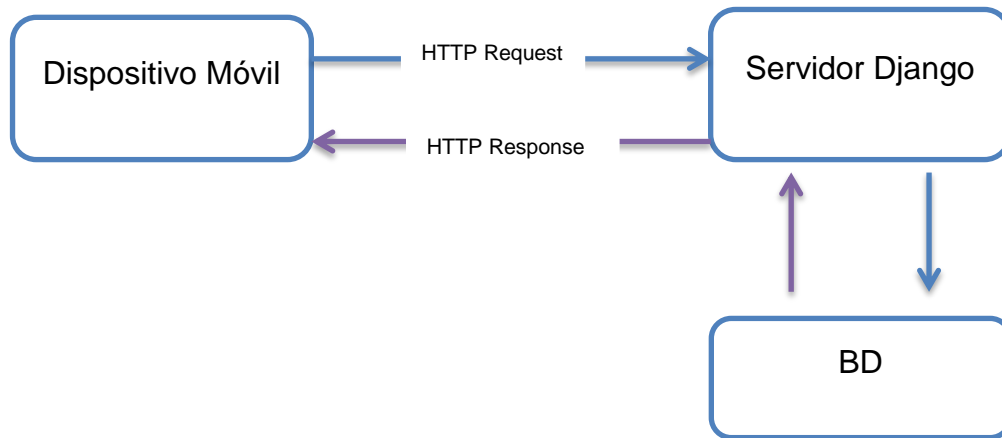 Dispositivo Móvil
HTTP Request
Servidor Django
HTTP Response
BD